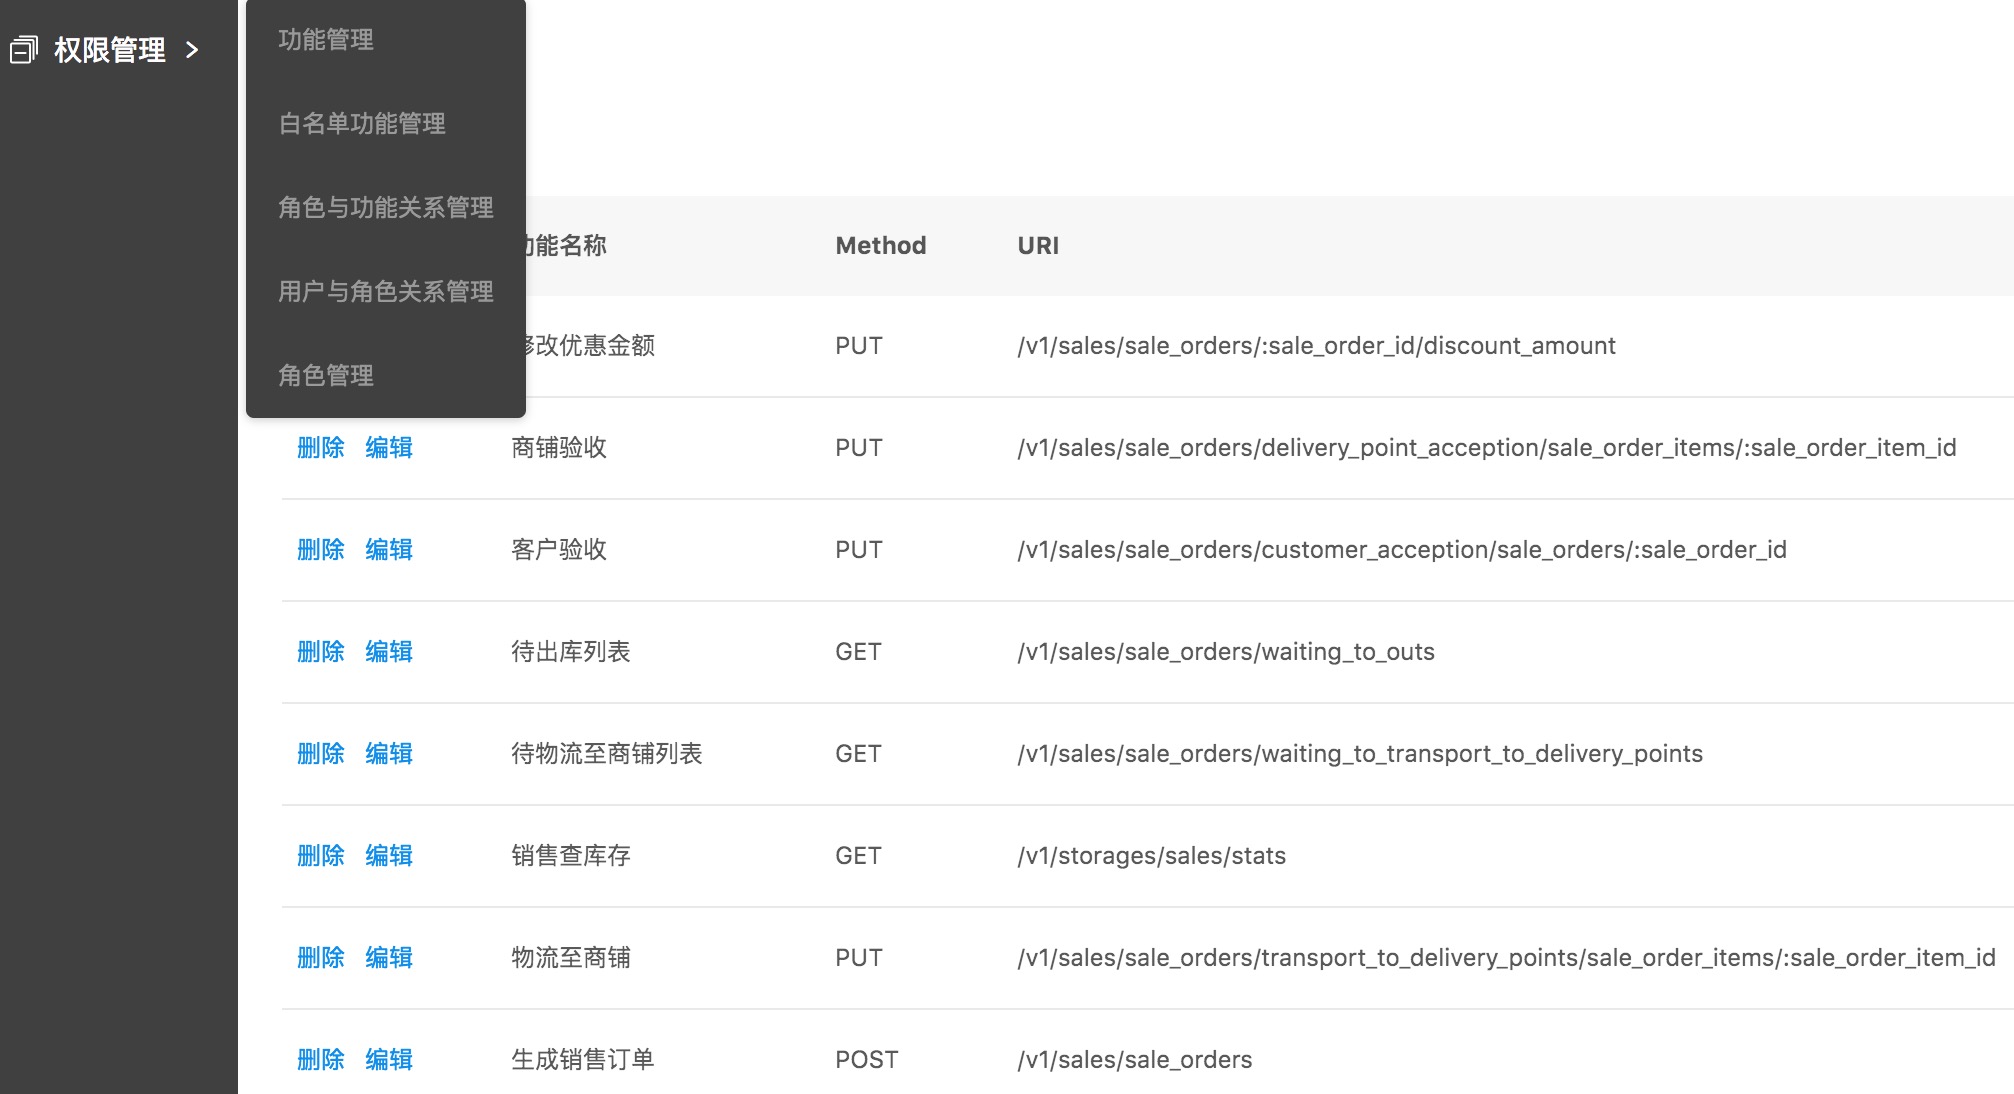 权限管理
功能管理
白名单功能管理
角色与功能关系管理
用户与角色关系管理
角色管理
功能名称 Method URI
修改优惠金额 PUT /v1/sales/sale_orders/:sale_order_id/discount_amount
删除 编辑 商铺验收 PUT /v1/sales/sale_orders/delivery_point_acception/sale_order_items/:sale_order_item_id
删除 编辑 客户验收 PUT /v1/sales/sale_orders/customer_acception/sale_orders/:sale_order_id
删除 编辑 待出库列表 GET /v1/sales/sale_orders/waiting_to_outs
删除 编辑 待物流至商铺列表 GET /v1/sales/sale_orders/waiting_to_transport_to_delivery_points
删除 编辑 销售查库存 GET /v1/storages/sales/stats
删除 编辑 物流至商铺 PUT /v1/sales/sale_orders/transport_to_delivery_points/sale_order_items/:sale_order_item_id
删除 编辑 生成销售订单 POST /v1/sales/sale_orders